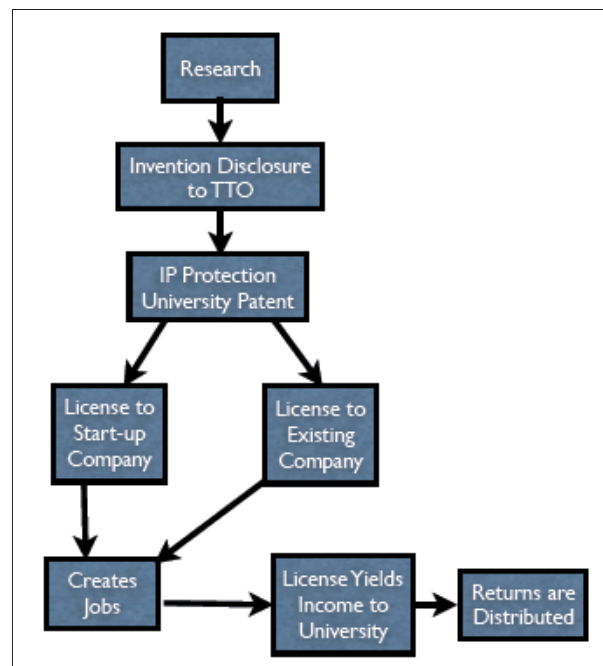 Research
Invention Disclosure
to TTO
IP Protection
University Patent
License to
Start-up
Company
License to
Existing
Company
Creates
Jobs
License Yields
Income to
University
Returns are
Distributed